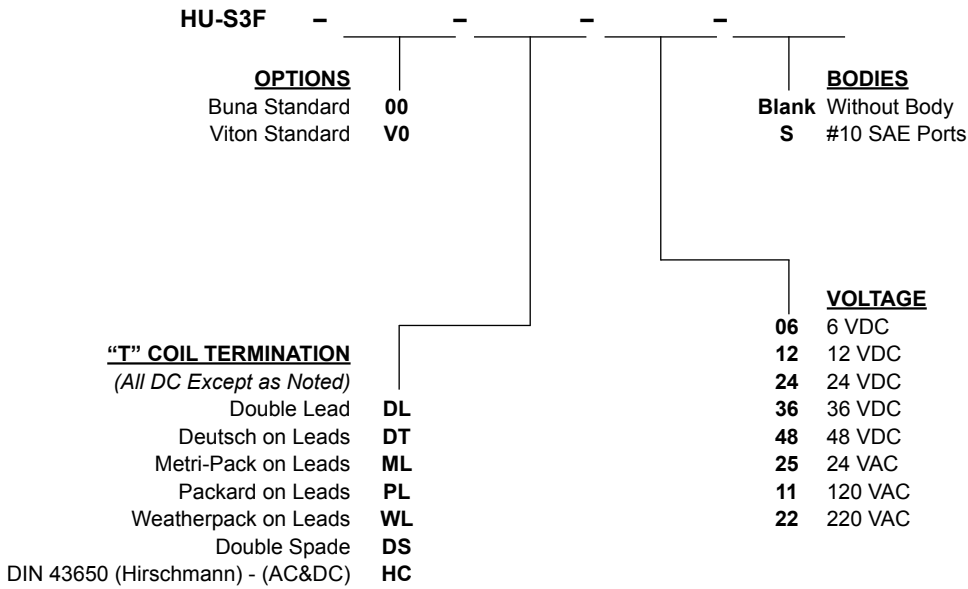 HU-S3F – – – –
OPTIONS
Buna Standard 00
Viton Standard V0
BODIES
Blank Without Body
S #10 SAE Ports
VOLTAGE
06 6 VDC
12 12 VDC
24 24 VDC
36 36 VDC
48 48 VDC
25 24 VAC
11 120 VAC
22 220 VAC
“T” COIL TERMINATION
(All DC Except as Noted)
Double Lead DL
Deutsch on Leads DT
Metri-Pack on Leads ML
Packard on Leads PL
Weatherpack on Leads WL
Double Spade DS
DIN 43650 (Hirschmann) - (AC&DC) HC